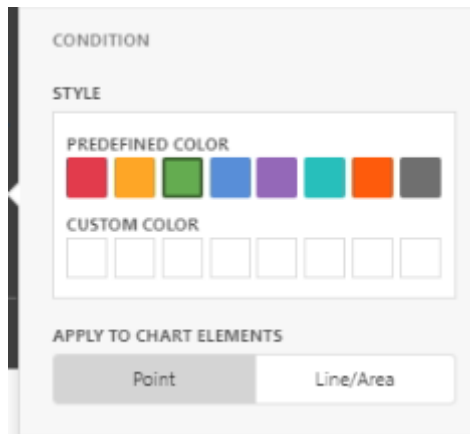 CONDITION
STYLE
PREDEFINED COLOR
CUSTOM COLOR
APPLY TO CHART ELEMENTS
Point Line/Area